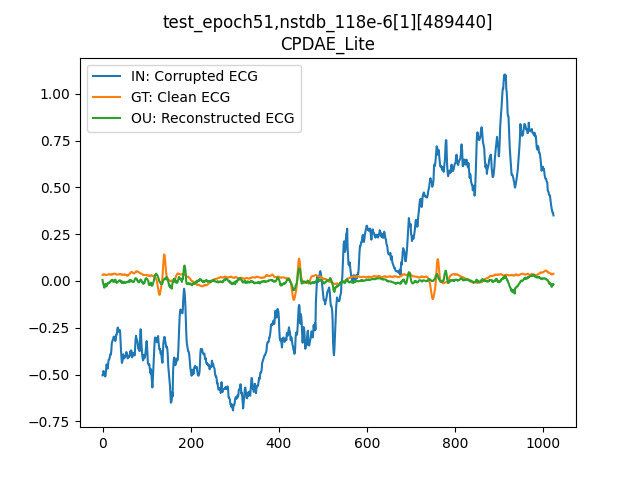 test_epoch51,nstdb_118e-6[1][489440]
CPDAE_Lite
IN: Corrupted ECG
GT: Clean ECG
OU: Reconstructed ECG
1.00
0.75
0.50
0.25
0.00
−0.25
−0.50
−0.75
0 200 400 600 800 1000